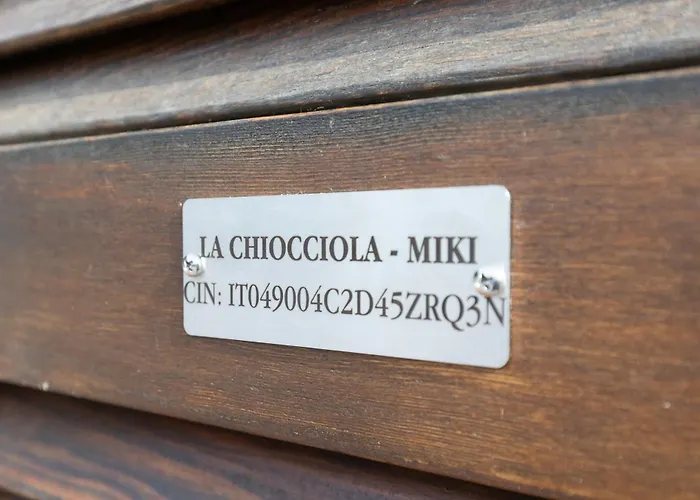 LA CHIOCCIOLA - MIKI
CIN: IT049004C2D45ZRQ3N